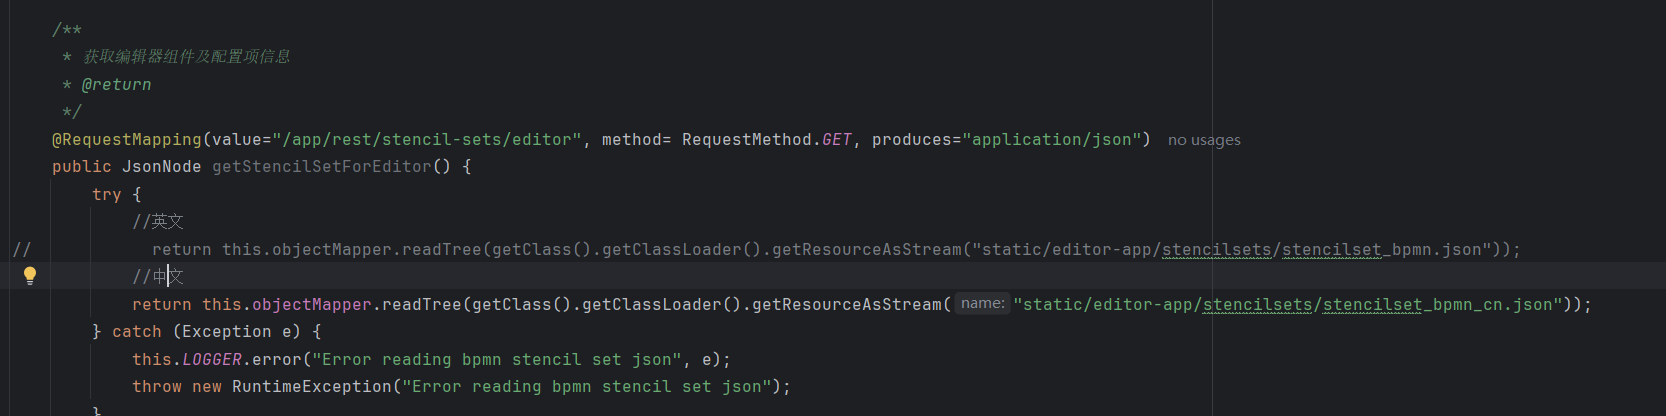 /**
* 获取编辑器组件及配置项信息
* @return
*/
@RequestMapping(value="/app/rest/stencil-sets/editor", method= RequestMethod.GET, produces="application/json") no usages
public JsonNode getStencilSetForEditor() {
try {
//英文
// return this.objectMapper.readTree(getClass().getClassLoader().getResourceAsStream("static/editor-app/stencilsets/stencilset_bpmn.json"));
//中文
return this.objectMapper.readTree(getClass().getClassLoader().getResourceAsStream( name: "static/editor-app/stencilsets/stencilset_bpmn_cn.json"));
} catch (Exception e) {
this.LOGGER.error("Error reading bpmn stencil set json", e);
throw new RuntimeException("Error reading bpmn stencil set json");
}